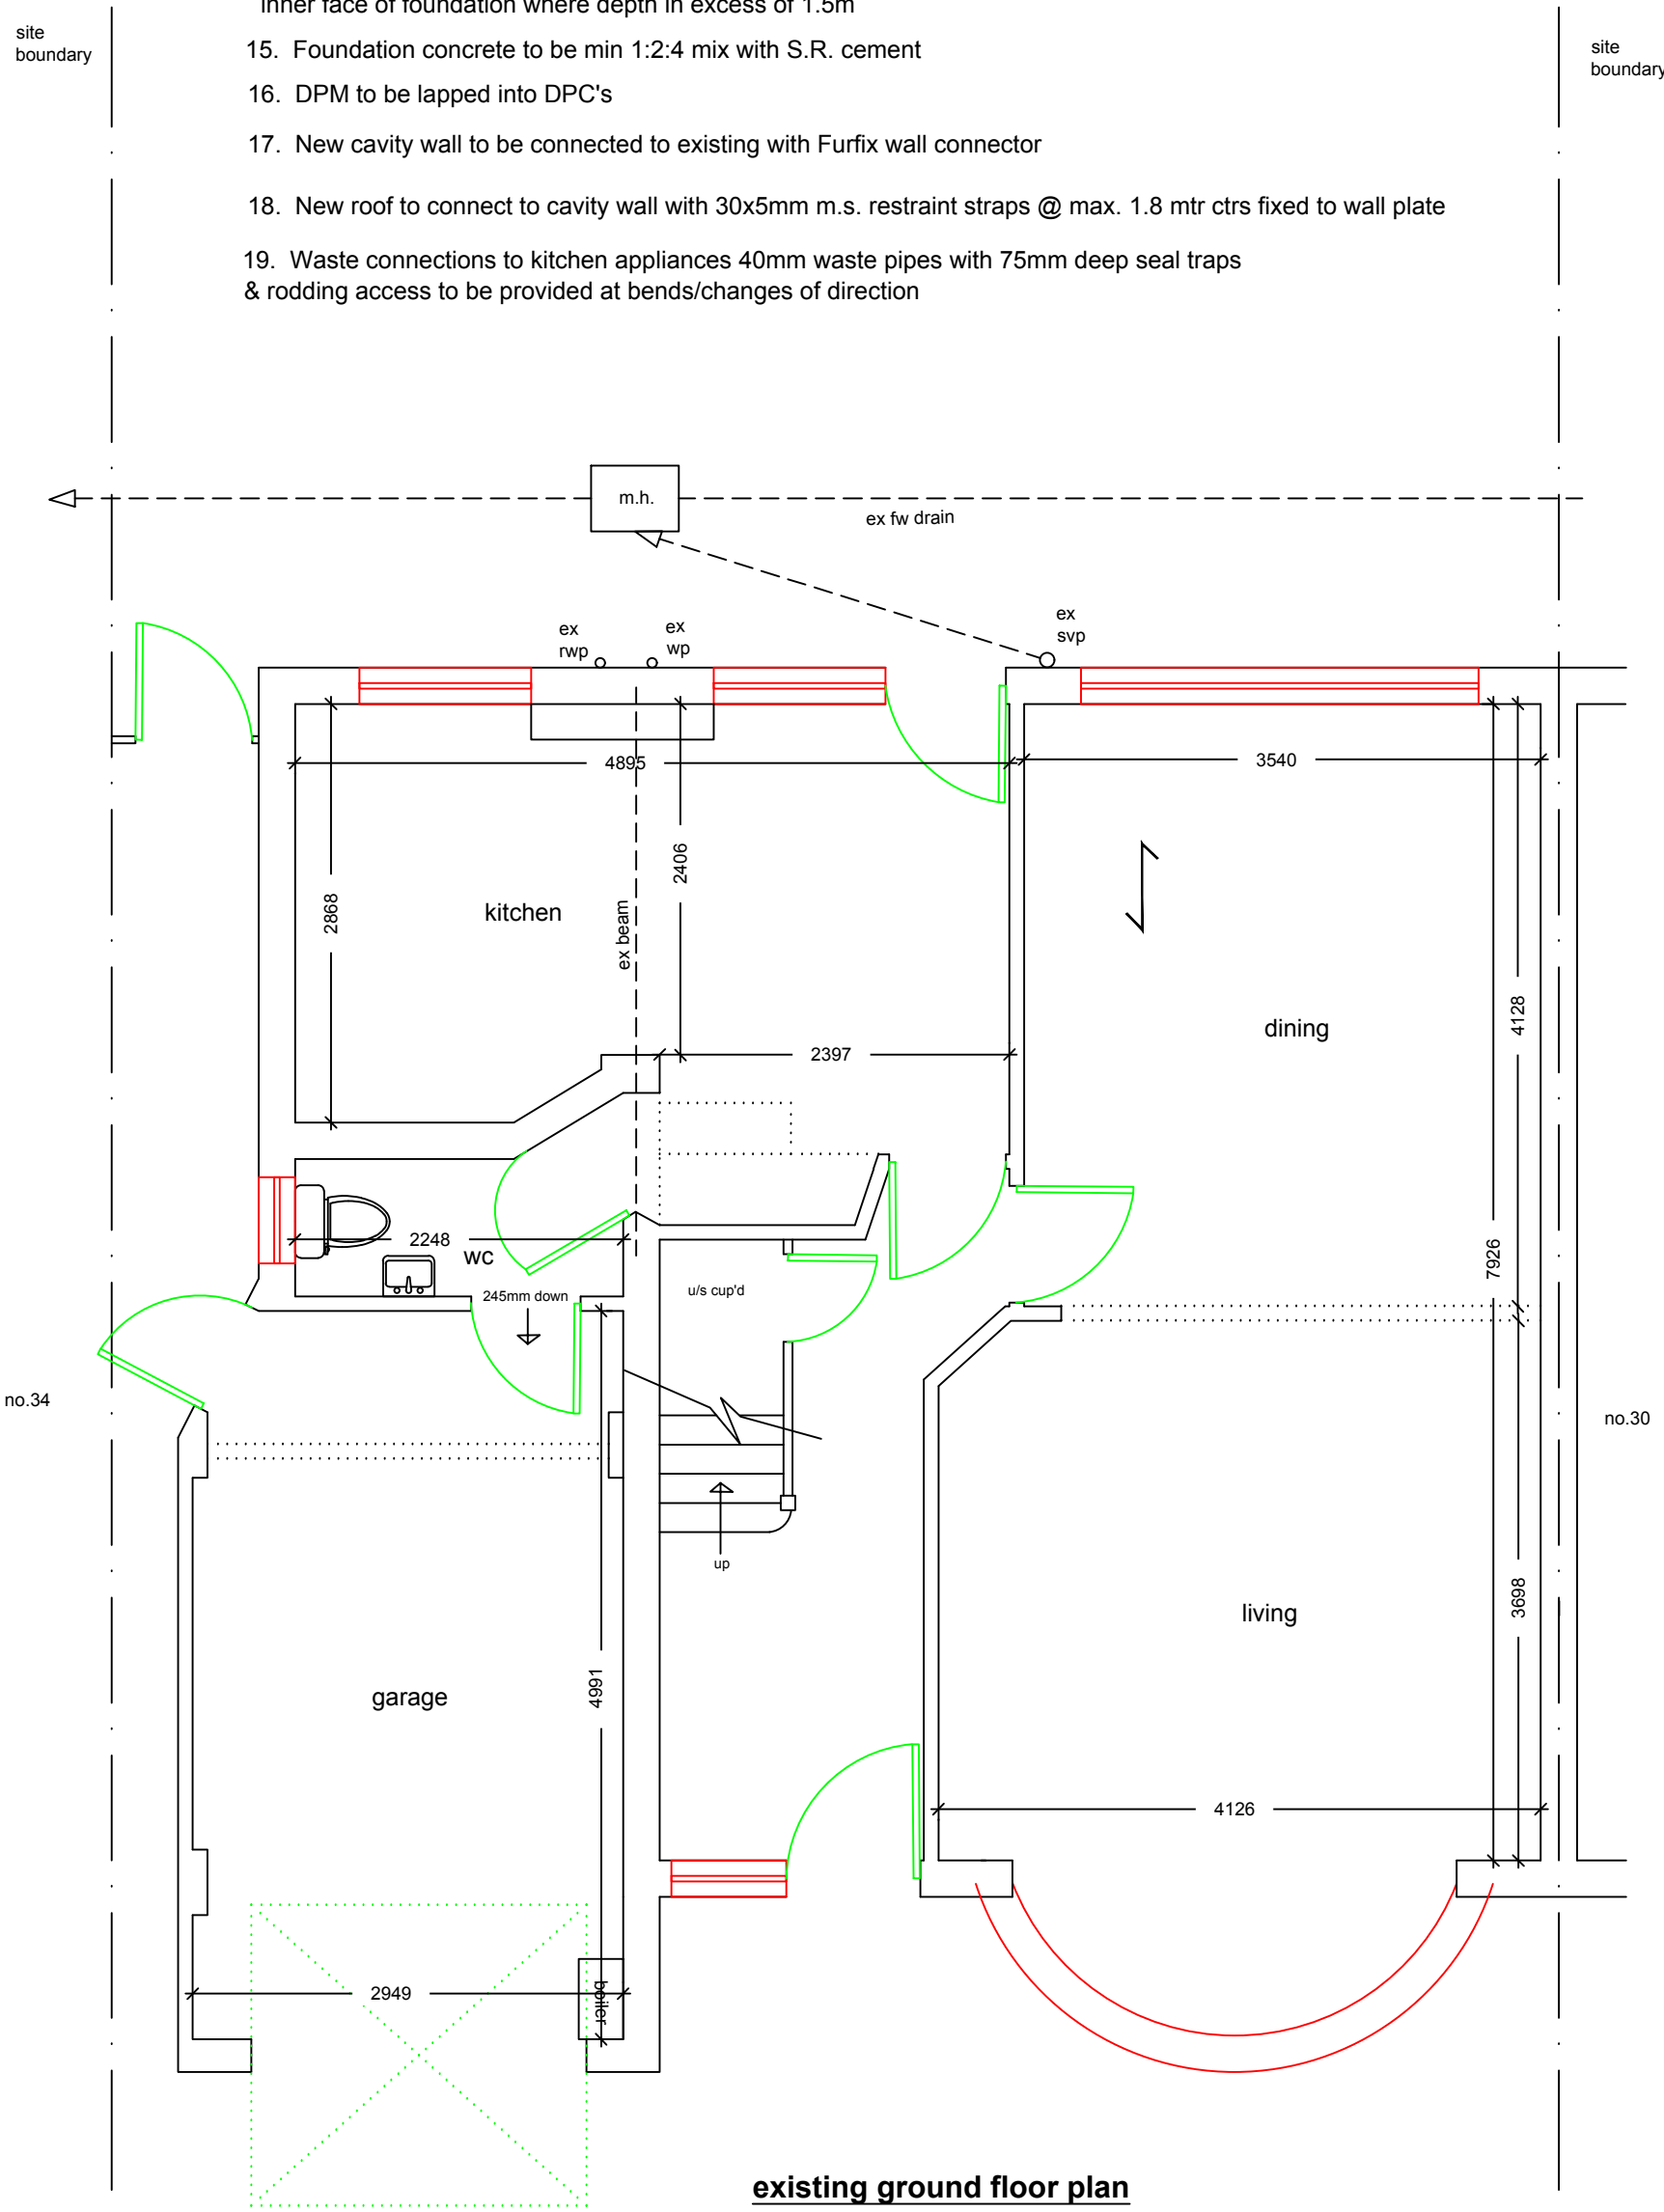 inner face of foundation where depth in excess of 1.5m
site
boundary
site
boundary
15. Foundation concrete to be min 1:2:4 mix with S.R. cement
16. DPM to be lapped into DPC's
17. New cavity wall to be connected to existing with Furfix wall connector
18. New roof to connect to cavity wall with 30x5mm m.s. restraint straps @ max. 1.8 mtr ctrs fixed to wall plate
19. Waste connections to kitchen appliances 40mm waste pipes with 75mm deep seal traps
& rodding access to be provided at bends/changes of direction
m.h.
ex fw drain
ex
rwp
ex
wp
ex
svp
4895
3540
2406
2868
kitchen
ex beam
dining
4128
2397
7926
2248
wc
245mm down
u/s cup'd
no.34
no.30
up
3698
living
4991
garage
4126
2949
boiler
existing ground floor plan